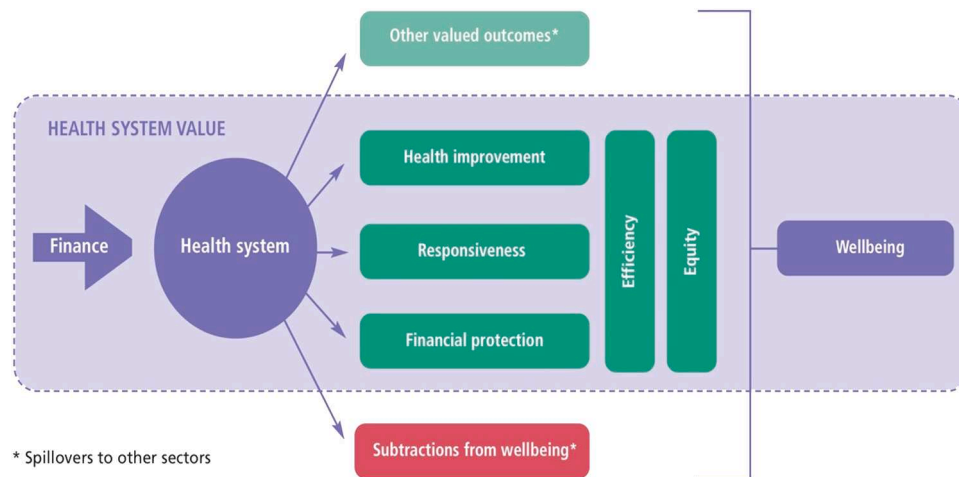 Other valued outcomes*
HEALTH SYSTEM VALUE
Finance
Health system
Health improvement
Responsiveness
Financial protection
Efficiency
Equity
Wellbeing
Subtractions from wellbeing*
* Spillovers to other sectors